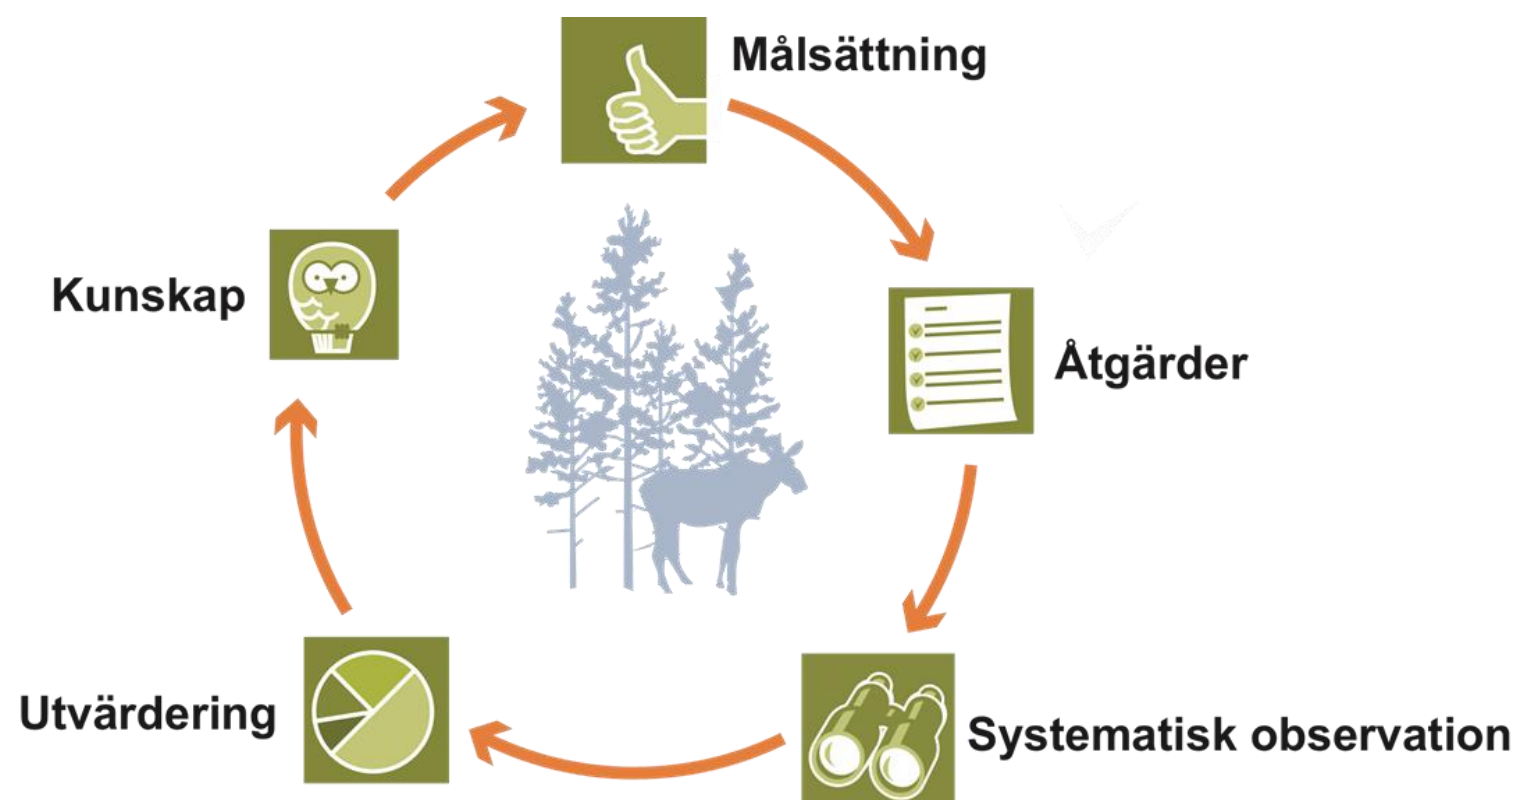 Målsättning
Åtgärder
Systematisk observation
Utvärdering
Kunskap